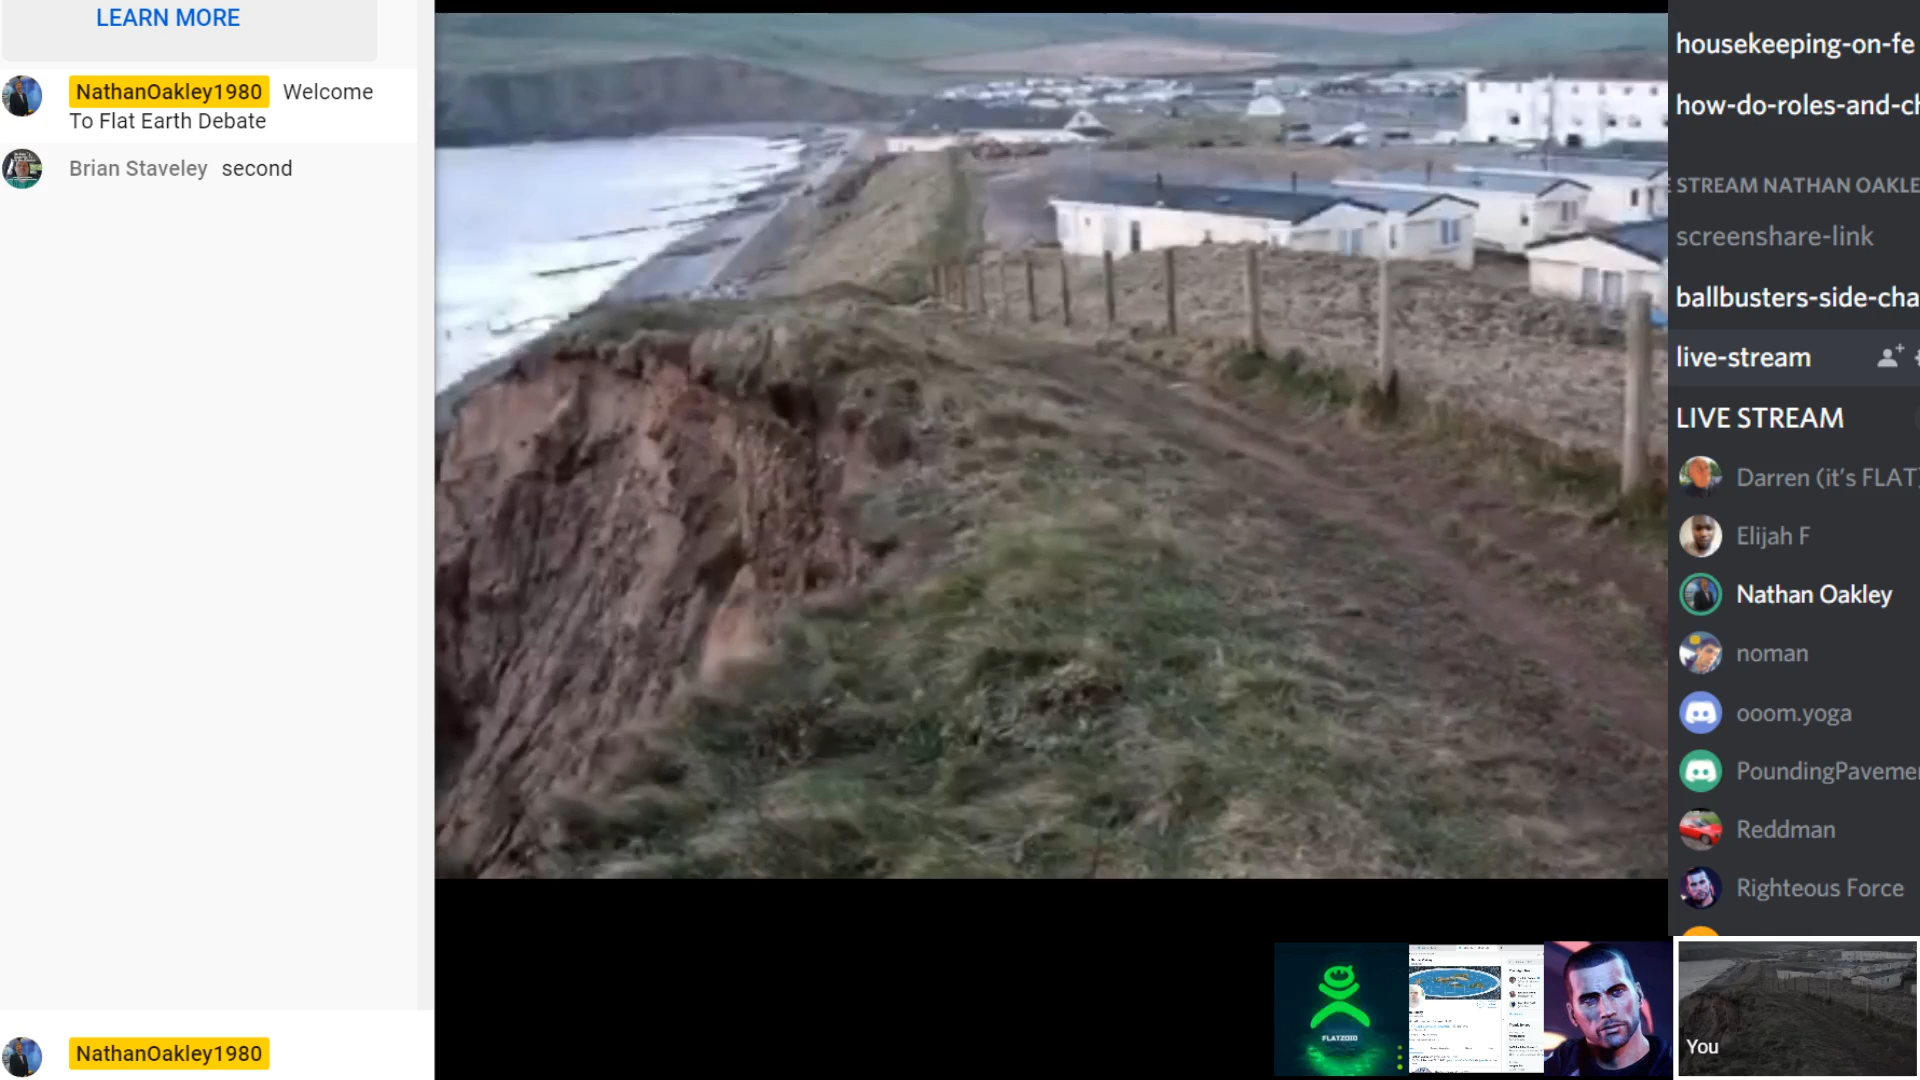 LEARN MORE
NathanOakley1980 Welcome
To Flat Earth Debate
Brian Staveley second
NathanOakley1980
housekeeping-on-fe
how-do-roles-and-ch
STREAM NATHAN OAKLE
screenshare-link
ballbusters-side-cha
live-stream
LIVE STREAM
Darren (it's FLAT)
Elijah F
Nathan Oakley
noman
ooom.yoga
PoundingPavemen
Reddman
Righteous Force
FLATZOID
You